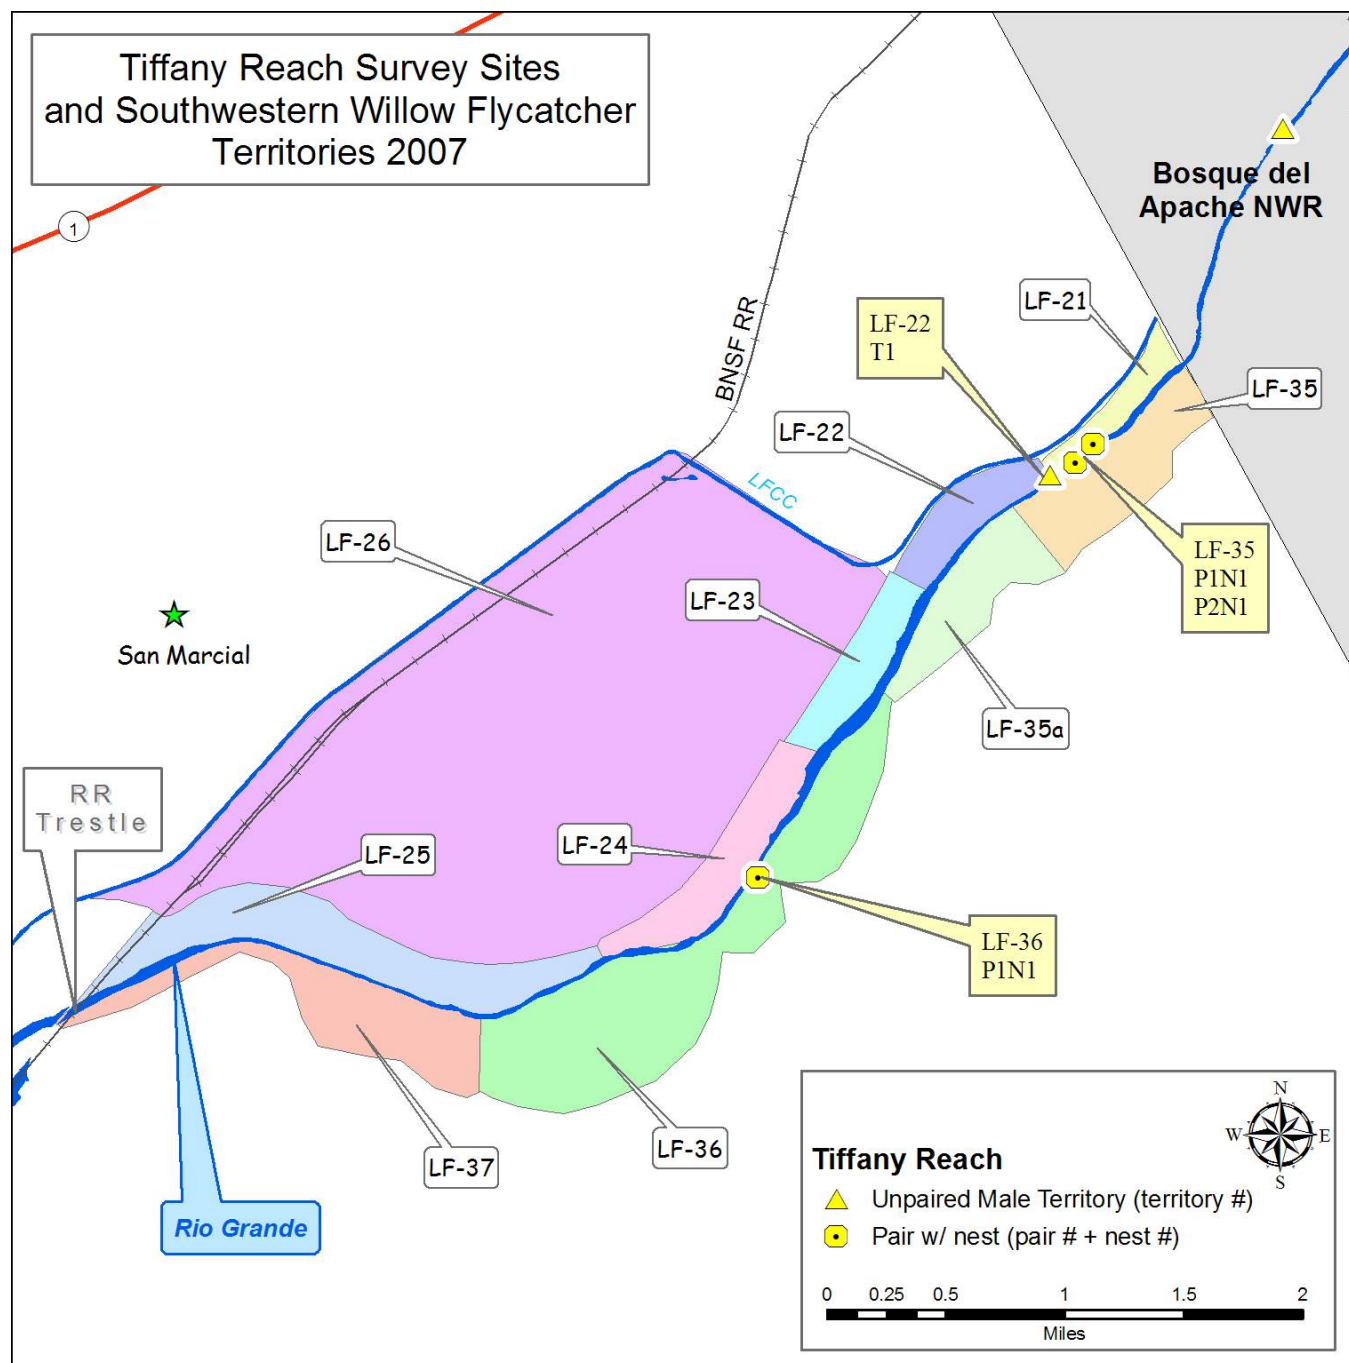 Tiffany Reach Survey Sites
and Southwestern Willow Flycatcher
Territories 2007
1
Bosque del
Apache NWR
BNSF RR
LF-21
LF-22
T1
LF-35
LF-22
LFCC
LF-26
LF-35
P1N1
P2N1
LF-23
San Marcial
LF-35a
RR
Trestle
LF-25
LF-24
LF-36
P1N1
LF-36
LF-37
Rio Grande
N
W
E
S
Tiffany Reach
Unpaired Male Territory (territory #)
Pair w/ nest (pair # + nest #)
0 0.25 0.5 1 1.5 2
Miles